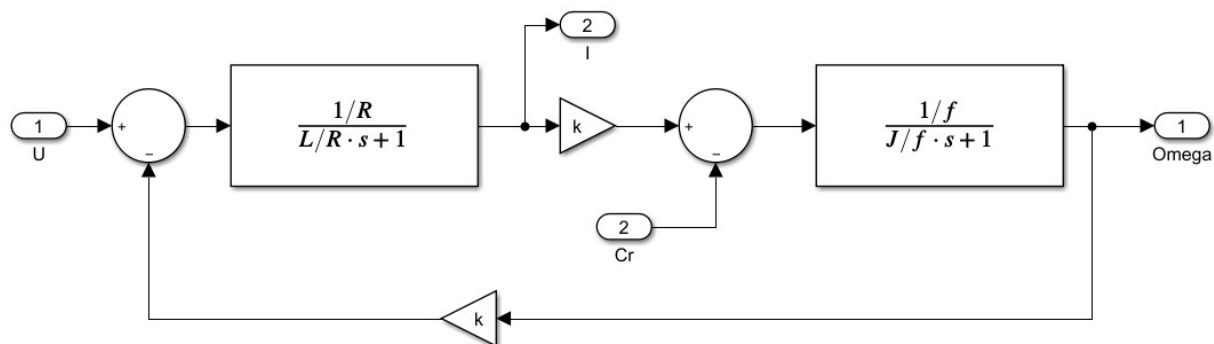 2
I
1
U
+
−
1/R
L/R · s + 1
k
+
−
1/f
J/f · s + 1
1
Omega
2
Cr
k